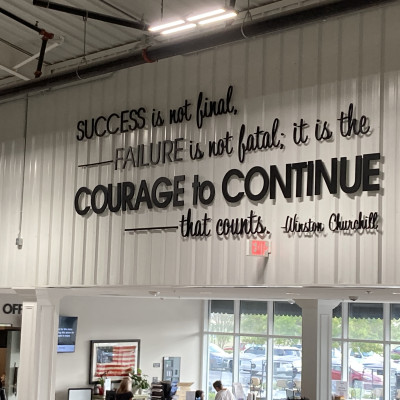 SUCCESS is not final,
FAILURE is not fatal: it is the
COURAGE to CONTINUE
that counts. Winston Churchill
EXIT
OFF